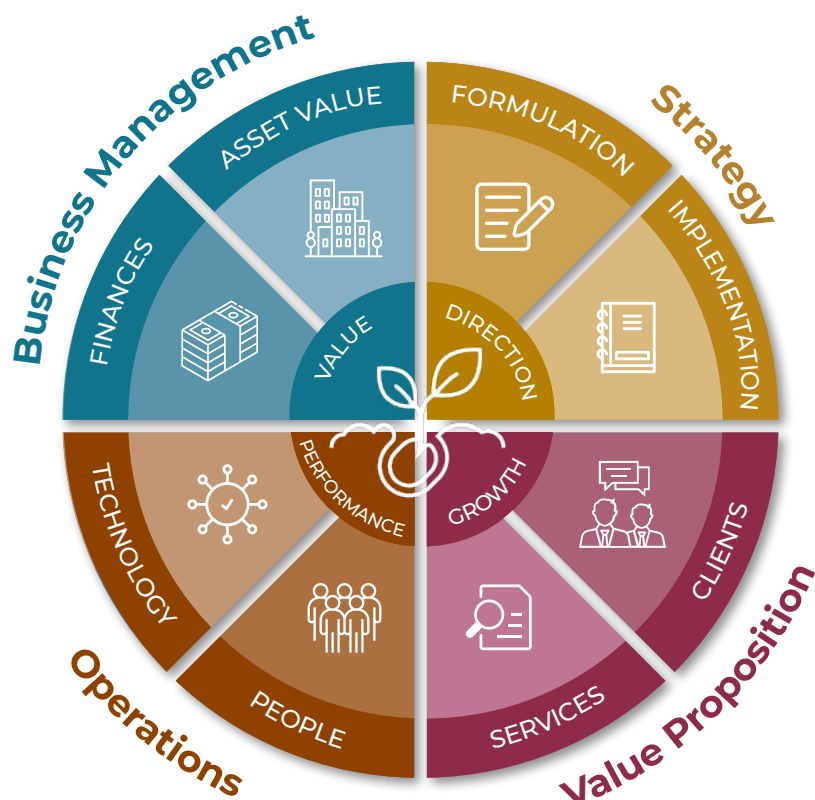 Business Management
ASSET VALUE
FINANCES
VALUE
Strategy
FORMULATION
IMPLEMENTATION
DIRECTION
Value Proposition
CLIENTS
SERVICES
GROWTH
Operations
PEOPLE
TECHNOLOGY
PERFORMANCE